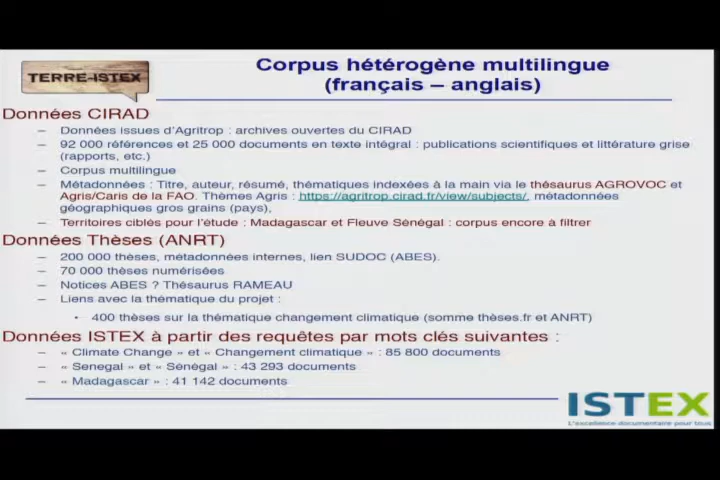 TERRE-ISTEX
Corpus hétérogène multilingue
(français – anglais)
Données CIRAD
– Données issues d'Agritrop : archives ouvertes du CIRAD
– 92 000 références et 25 000 documents en texte intégral : publications scientifiques et littérature grise
(rapports, etc.)
– Corpus multilingue
– Métadonnées : Titre, auteur, résumé, thématiques indexées à la main via le thésaurus AGROVOC et
Agris/Caris de la FAO. Thèmes Agris : https://agritrop.cirad.fr/view/subjects/, métadonnées
géographiques gros grains (pays),
– Territoires ciblés pour l'étude : Madagascar et Fleuve Sénégal : corpus encore à filtrer
Données Thèses (ANRT)
– 200 000 thèses, métadonnées internes, lien SUDOC (ABES).
– 70 000 thèses numérisées
– Notices ABES ? Thésaurus RAMEAU
– Liens avec la thématique du projet :
• 400 thèses sur la thématique changement climatique (somme thèses.fr et ANRT)
Données ISTEX à partir des requêtes par mots clés suivantes :
– « Climate Change » et « Changement climatique » : 85 800 documents
– « Senegal » et « Sénégal » : 43 293 documents
– « Madagascar » : 41 142 documents
ISTEX
L'excellence documentaire pour tous